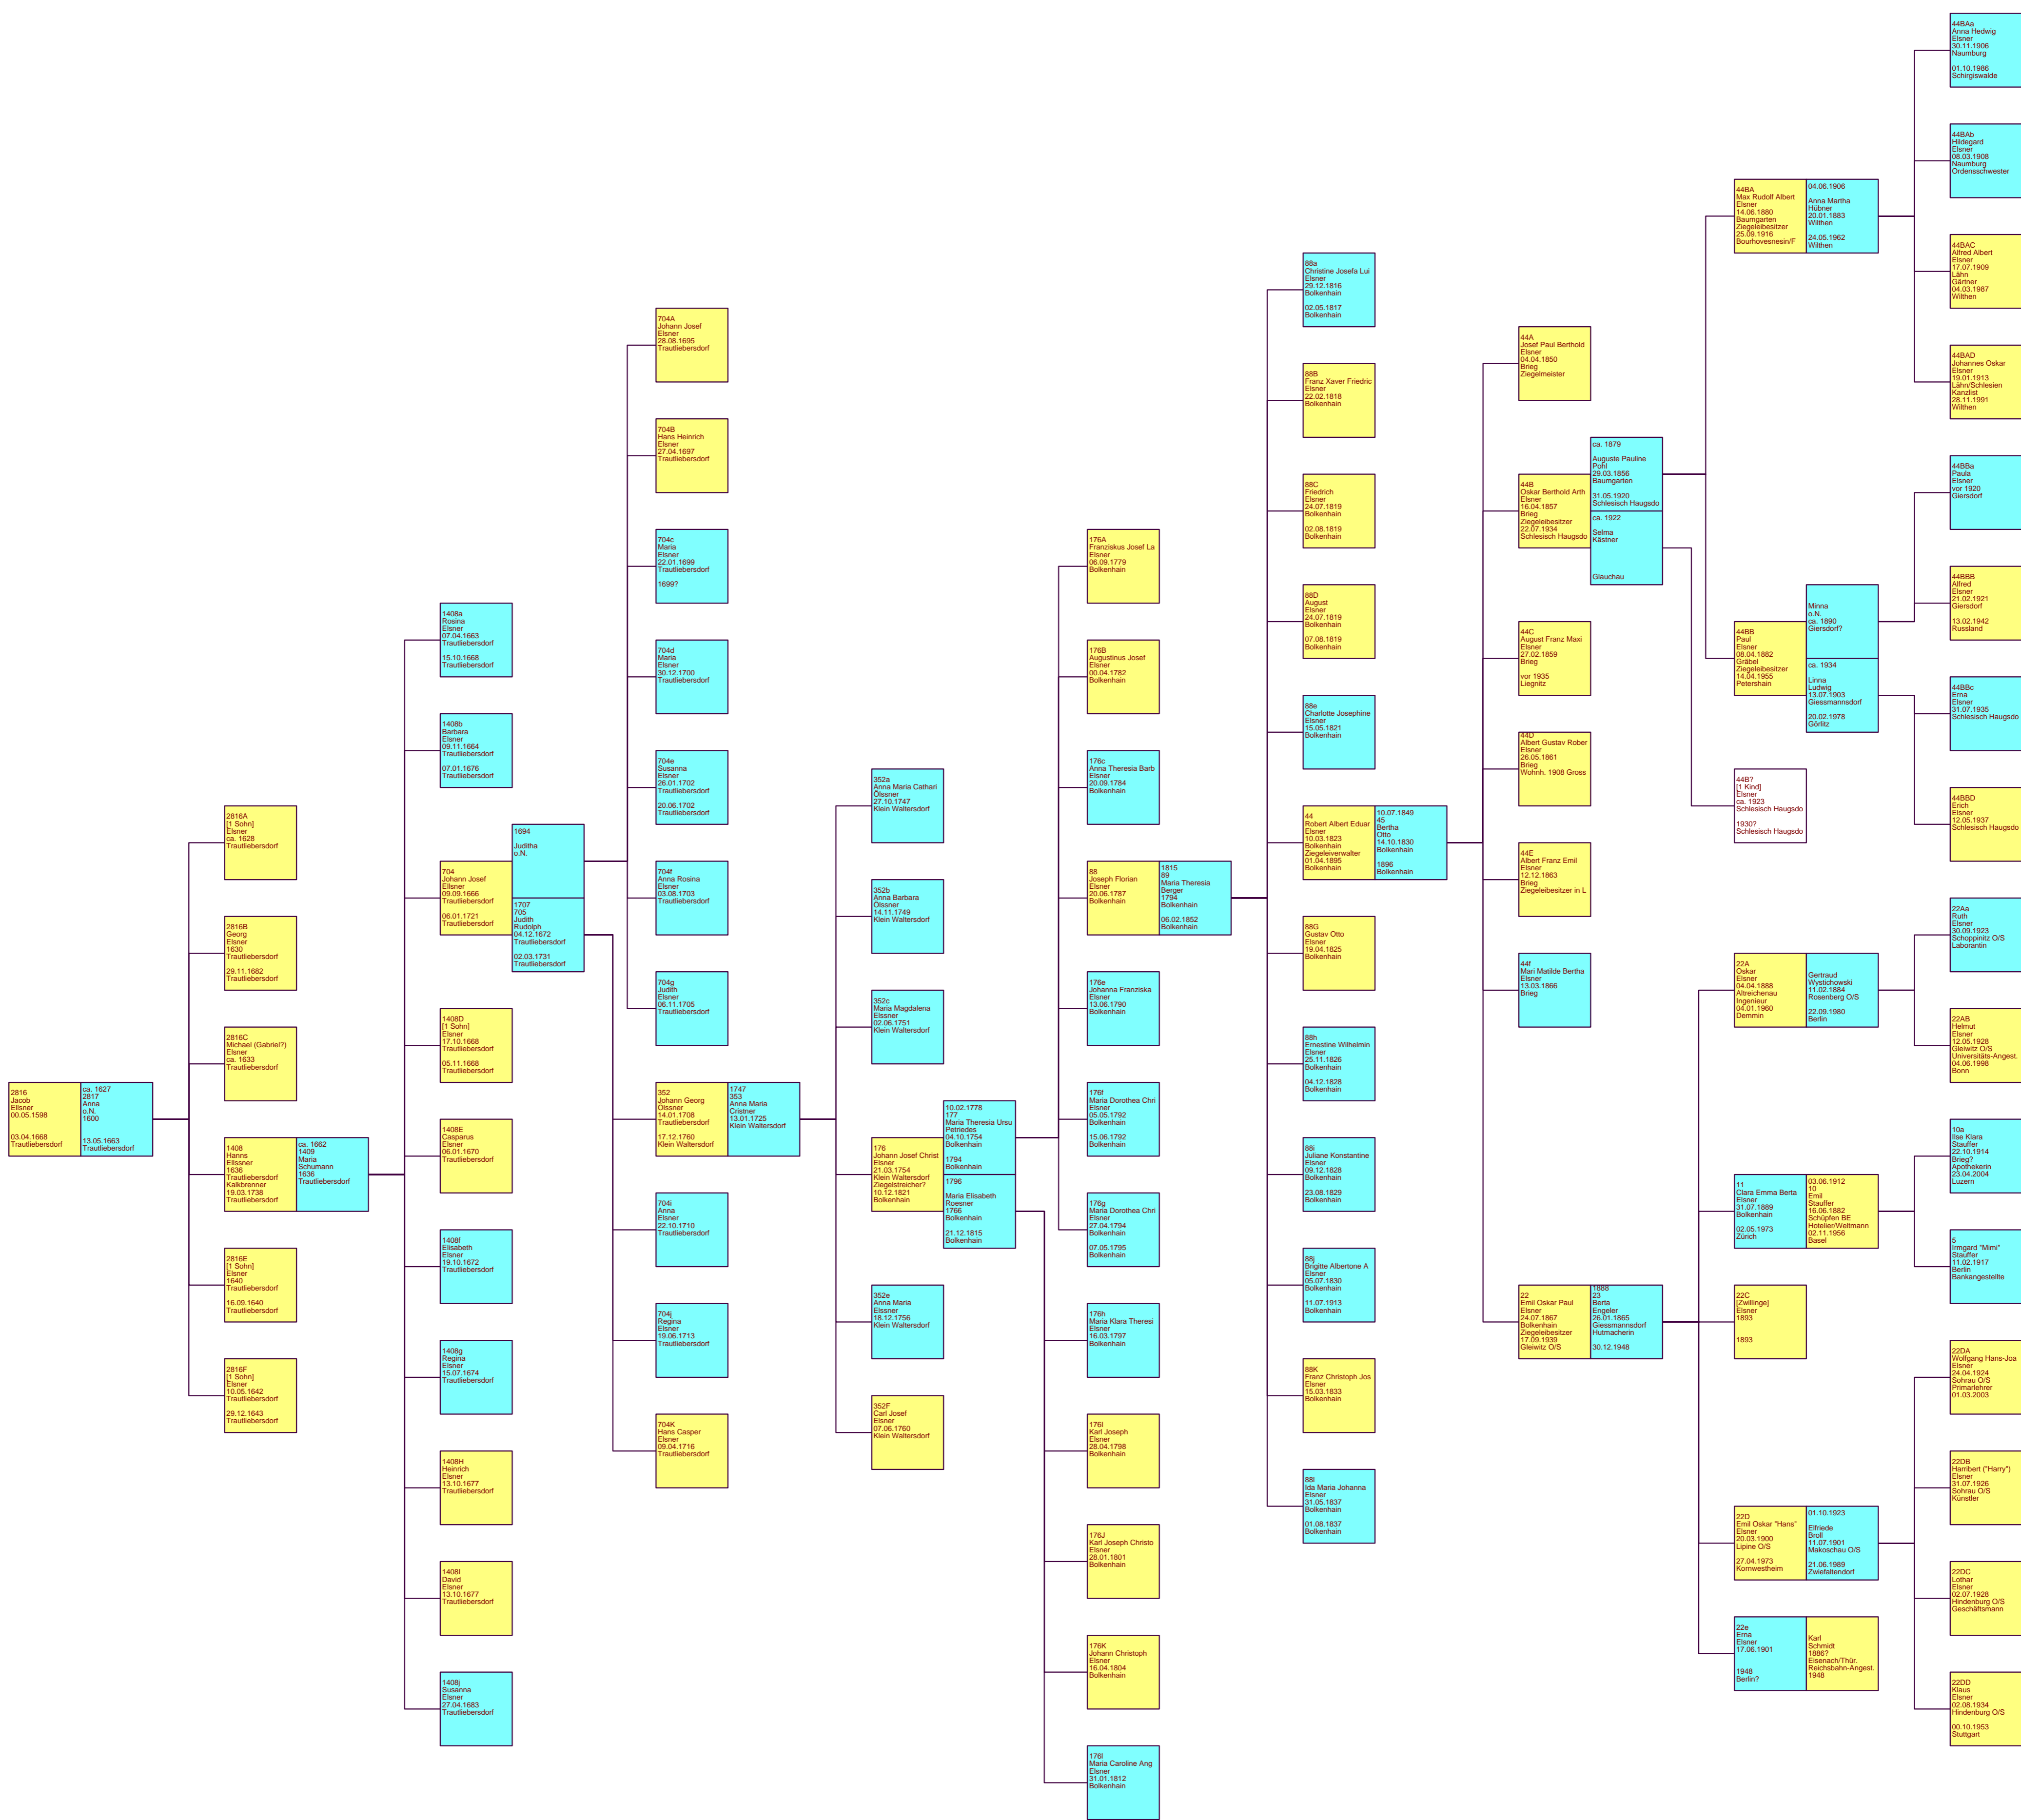 2816
Jacob
Ellsner
00.05.1598
03.04.1668
Trautliebersdorf
ca. 1627
2817
Anna
o.N.
1600
13.05.1663
Trautliebersdorf
2816A
[1 Sohn]
Elsner
ca. 1628
Trautliebersdorf
2816B
Georg
Elsner
1630
Trautliebersdorf
29.11.1682
Trautliebersdorf
2816C
Michael (Gabriel?)
Elsner
ca. 1633
Trautliebersdorf
1408
Hanns
Ellssner
1636
Trautliebersdorf
Kalkbrenner
19.03.1738
Trautliebersdorf
ca. 1662
1409
Maria
Schumann
1636
Trautliebersdorf
2816E
[1 Sohn]
Elsner
1640
Trautliebersdorf
16.09.1640
Trautliebersdorf
2816F
[1 Sohn]
Elsner
10.05.1642
Trautliebersdorf
29.12.1643
Trautliebersdorf
1408a
Rosina
Elsner
07.04.1663
Trautliebersdorf
15.10.1668
Trautliebersdorf
1408b
Barbara
Elsner
09.11.1664
Trautliebersdorf
07.01.1676
Trautliebersdorf
704
Johann Josef
Ellsner
09.09.1666
Trautliebersdorf
06.01.1721
Trautliebersdorf
1694
Juditha
o.N.
1707
705
Judith
Rudolph
04.12.1672
Trautliebersdorf
02.03.1731
Trautliebersdorf
1408D
[1 Sohn]
Elsner
17.10.1668
Trautliebersdorf
05.11.1668
Trautliebersdorf
1408E
Casparus
Elsner
06.01.1670
Trautliebersdorf
1408f
Elisabeth
Elsner
19.10.1672
Trautliebersdorf
1408g
Regina
Elsner
15.07.1674
Trautliebersdorf
1408H
Heinrich
Elsner
13.10.1677
Trautliebersdorf
1408I
David
Elsner
13.10.1677
Trautliebersdorf
1408j
Susanna
Elsner
27.04.1683
Trautliebersdorf
704A
Johann Josef
Elsner
28.08.1695
Trautliebersdorf
704B
Hans Heinrich
Elsner
27.04.1697
Trautliebersdorf
704c
Maria
Elsner
22.01.1699
Trautliebersdorf
1699?
704d
Maria
Elsner
30.12.1700
Trautliebersdorf
704e
Susanna
Elsner
26.01.1702
Trautliebersdorf
20.06.1702
Trautliebersdorf
704f
Anna Rosina
Elsner
03.08.1703
Trautliebersdorf
704g
Judith
Elsner
06.11.1705
Trautliebersdorf
352
Johann Georg
Ölssner
14.01.1708
Trautliebersdorf
17.12.1760
Klein Waltersdorf
1747
353
Anna Maria
Cristner
13.01.1725
Klein Waltersdorf
704i
Anna
Elsner
22.10.1710
Trautliebersdorf
704j
Regina
Elsner
19.06.1713
Trautliebersdorf
704K
Hans Casper
Elsner
09.04.1716
Trautliebersdorf
352a
Anna Maria Cathari
Ölssner
27.10.1747
Klein Waltersdorf
352b
Anna Barbara
Ölssner
14.11.1749
Klein Waltersdorf
352c
Maria Magdalena
Elssner
02.06.1751
Klein Waltersdorf
176
Johann Josef Christ
Elsner
21.03.1754
Klein Waltersdorf
Ziegelstreicher?
10.12.1821
Bolkenhain
10.02.1778
177
Maria Theresia Ursu
Petriedes
04.10.1754
Bolkenhain
1794
Bolkenhain
1796
Maria Elisabeth
Roesner
1766
Bolkenhain
21.12.1815
Bolkenhain
352e
Anna Maria
Elssner
18.12.1756
Klein Waltersdorf
352F
Carl Josef
Elsner
07.06.1760
Klein Waltersdorf
176A
Franziskus Josef La
Elsner
06.09.1779
Bolkenhain
176B
Augustinus Josef
Elsner
00.04.1782
Bolkenhain
176c
Anna Theresia Barb
Elsner
20.09.1784
Bolkenhain
88
Joseph Florian
Elsner
20.06.1787
Bolkenhain
1815
89
Maria Theresia
Berger
1794
Bolkenhain
06.02.1852
Bolkenhain
176e
Johanna Franziska
Elsner
13.06.1790
Bolkenhain
176f
Maria Dorothea Chri
Elsner
05.05.1792
Bolkenhain
15.06.1792
Bolkenhain
176g
Maria Dorothea Chri
Elsner
27.04.1794
Bolkenhain
07.05.1795
Bolkenhain
176h
Maria Klara Theresi
Elsner
16.03.1797
Bolkenhain
176I
Karl Joseph
Elsner
28.04.1798
Bolkenhain
176J
Karl Joseph Christo
Elsner
28.01.1801
Bolkenhain
176K
Johann Christoph
Elsner
16.04.1804
Bolkenhain
176l
Maria Caroline Ang
Elsner
31.01.1812
Bolkenhain
88a
Christine Josefa Lui
Elsner
29.12.1816
Bolkenhain
02.05.1817
Bolkenhain
88B
Franz Xaver Friedric
Elsner
22.02.1818
Bolkenhain
88C
Friedrich
Elsner
24.07.1819
Bolkenhain
02.08.1819
Bolkenhain
88D
August
Elsner
24.07.1819
Bolkenhain
07.08.1819
Bolkenhain
88e
Charlotte Josephine
Elsner
15.05.1821
Bolkenhain
44
Robert Albert Eduar
Elsner
10.03.1823
Bolkenhain
Ziegeleiverwalter
01.04.1895
Bolkenhain
10.07.1849
45
Bertha
Otto
14.10.1830
Bolkenhain
1896
Bolkenhain
88G
Gustav Otto
Elsner
19.04.1825
Bolkenhain
88h
Ernestine Wilhelmin
Elsner
25.11.1826
Bolkenhain
04.12.1828
Bolkenhain
88i
Juliane Konstantine
Elsner
09.12.1828
Bolkenhain
23.08.1829
Bolkenhain
88j
Brigitte Albertone A
Elsner
05.07.1830
Bolkenhain
11.07.1913
Bolkenhain
88K
Franz Christoph Jos
Elsner
15.03.1833
Bolkenhain
88l
Ida Maria Johanna
Elsner
31.05.1837
Bolkenhain
01.08.1837
Bolkenhain
44A
Josef Paul Berthold
Elsner
04.04.1850
Brieg
Ziegelmeister
44B
Oskar Berthold Arth
Elsner
16.04.1857
Brieg
Ziegeleibesitzer
22.07.1934
Schlesisch Haugsdo
ca. 1879
Auguste Pauline
Pohl
29.03.1856
Baumgarten
31.05.1920
Schlesisch Haugsdo
ca. 1922
Selma
Kästner
Glauchau
44C
August Franz Maxi
Elsner
27.02.1859
Brieg
vor 1935
Liegnitz
44D
Albert Gustav Rober
Elsner
26.05.1861
Brieg
Wohnh. 1908 Gross
44E
Albert Franz Emil
Elsner
12.12.1863
Brieg
Ziegeleibesitzer in L
44f
Mari Matilde Bertha
Elsner
13.03.1866
Brieg
22
Emil Oskar Paul
Elsner
24.07.1867
Bolkenhain
Ziegeleibesitzer
17.09.1939
Gleiwitz O/S
1888
23
Berta
Engeler
26.01.1865
Giessmannsdorf
Hutmacherin
30.12.1948
44BA
Max Rudolf Albert
Elsner
14.06.1880
Baumgarten
Ziegeleibesitzer
25.09.1916
Bourhovesnesin/F
04.06.1906
Anna Martha
Hübner
20.01.1883
Wilthen
24.05.1962
Wilthen
44BB
Paul
Elsner
08.04.1882
Gräbel
Ziegeleibesitzer
14.04.1955
Petershain
Minna
o.N.
ca. 1890
Giersdorf?
ca. 1934
Linna
Ludwig
13.07.1903
Giessmannsdorf
20.02.1978
Görlitz
44B?
[1 Kind]
Elsner
ca. 1923
Schlesisch Haugsdo
1930?
Schlesisch Haugsdo
22A
Oskar
Elsner
04.04.1888
Altreichenau
Ingenieur
04.01.1960
Demmin
Gertraud
Wystichowski
11.02.1884
Rosenberg O/S
22.09.1980
Berlin
11
Clara Emma Berta
Elsner
31.07.1889
Bolkenhain
02.05.1973
Zürich
03.06.1912
10
Emil
Stauffer
16.06.1882
Schüpfen BE
Hotelier/Weltmann
02.11.1956
Basel
22C
[Zwillinge]
Elsner
1893
1893
22D
Emil Oskar "Hans"
Elsner
20.03.1900
Lipine O/S
27.04.1973
Kornwestheim
01.10.1923
Elfriede
Broll
11.07.1901
Makoschau O/S
21.06.1989
Zwiefaltendorf
22e
Erna
Elsner
17.06.1901
1948
Berlin?
Karl
Schmidt
1886?
Eisenach/Thür.
Reichsbahn-Angest.
1948
44BAa
Anna Hedwig
Elsner
30.11.1906
Naumburg
01.10.1986
Schirgiswalde
44BAb
Hildegard
Elsner
08.03.1908
Naumburg
Ordensschwester
44BAC
Alfred Albert
Elsner
17.07.1909
Lähn
Gärtner
04.03.1987
Wilthen
44BAD
Johannes Oskar
Elsner
19.01.1913
Lähn/Schlesien
Kanzlist
28.11.1991
Wilthen
44BBa
Paula
Elsner
vor 1920
Giersdorf
44BBB
Alfred
Elsner
21.02.1921
Giersdorf
13.02.1942
Russland
44BBc
Erna
Elsner
31.07.1935
Schlesisch Haugsdo
44BBD
Erich
Elsner
12.05.1937
Schlesisch Haugsdo
22Aa
Ruth
Elsner
30.09.1923
Schoppinitz O/S
Laborantin
22AB
Helmut
Elsner
12.05.1928
Gleiwitz O/S
Universitäts-Angest.
04.06.1998
Bonn
10a
Ilse Klara
Stauffer
22.10.1914
Brieg?
Apothekerin
23.04.2004
Luzern
5
Irmgard "Mimi"
Stauffer
11.02.1917
Berlin
Bankangestellte
22DA
Wolfgang Hans-Joa
Elsner
24.04.1924
Sohrau O/S
Primarlehrer
01.03.2003
22DB
Harribert ("Harry")
Elsner
31.07.1926
Sohrau O/S
Künstler
22DC
Lothar
Elsner
02.07.1928
Hindenburg O/S
Geschäftsmann
22DD
Klaus
Elsner
02.08.1934
Hindenburg O/S
00.10.1953
Stuttgart